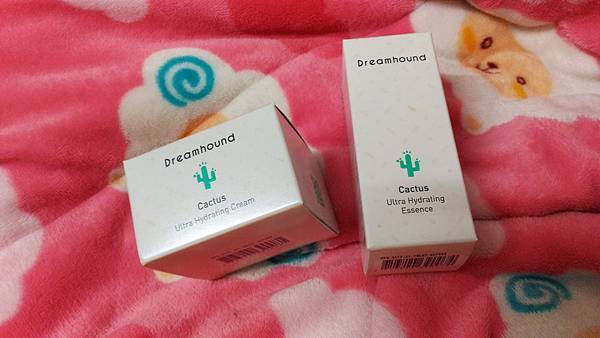 Dreamhound
Cactus
Ultra Hydrating Cream
Dreamhound
Cactus
Ultra Hydrating
Essence